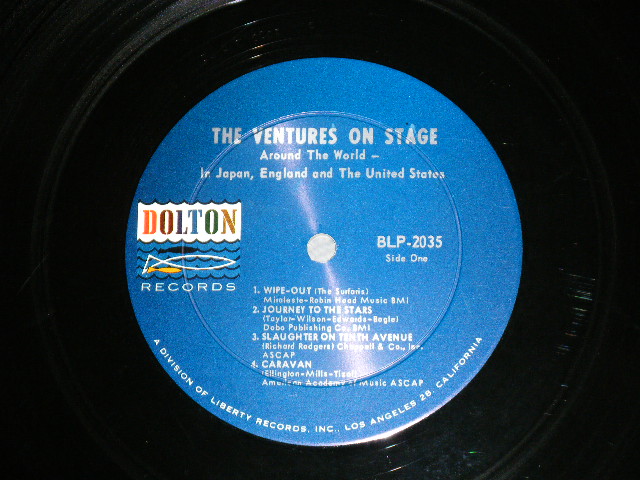 THE VENTURES ON STAGE
Around The World –
In Japan, England and The United States
DOLTON
RECORDS
BLP-2035
Side One
1. WIPE-OUT (The Surfaris)
Miraleste-Robin Hood Music BMI
2. JOURNEY TO THE STARS
(Taylor-Wilson-Edwards-Bogle)
Dobo Publishing Co. BMI
3. SLAUGHTER ON TENTH AVENUE
(Richard Rodgers) Chappell & Co., Inc.
ASCAP
4. CARAVAN
(Ellington-Mills-Tizol)
American Academy of Music ASCAP
A DIVISION OF LIBERTY RECORDS, INC., LOS ANGELES 28, CALIFORNIA